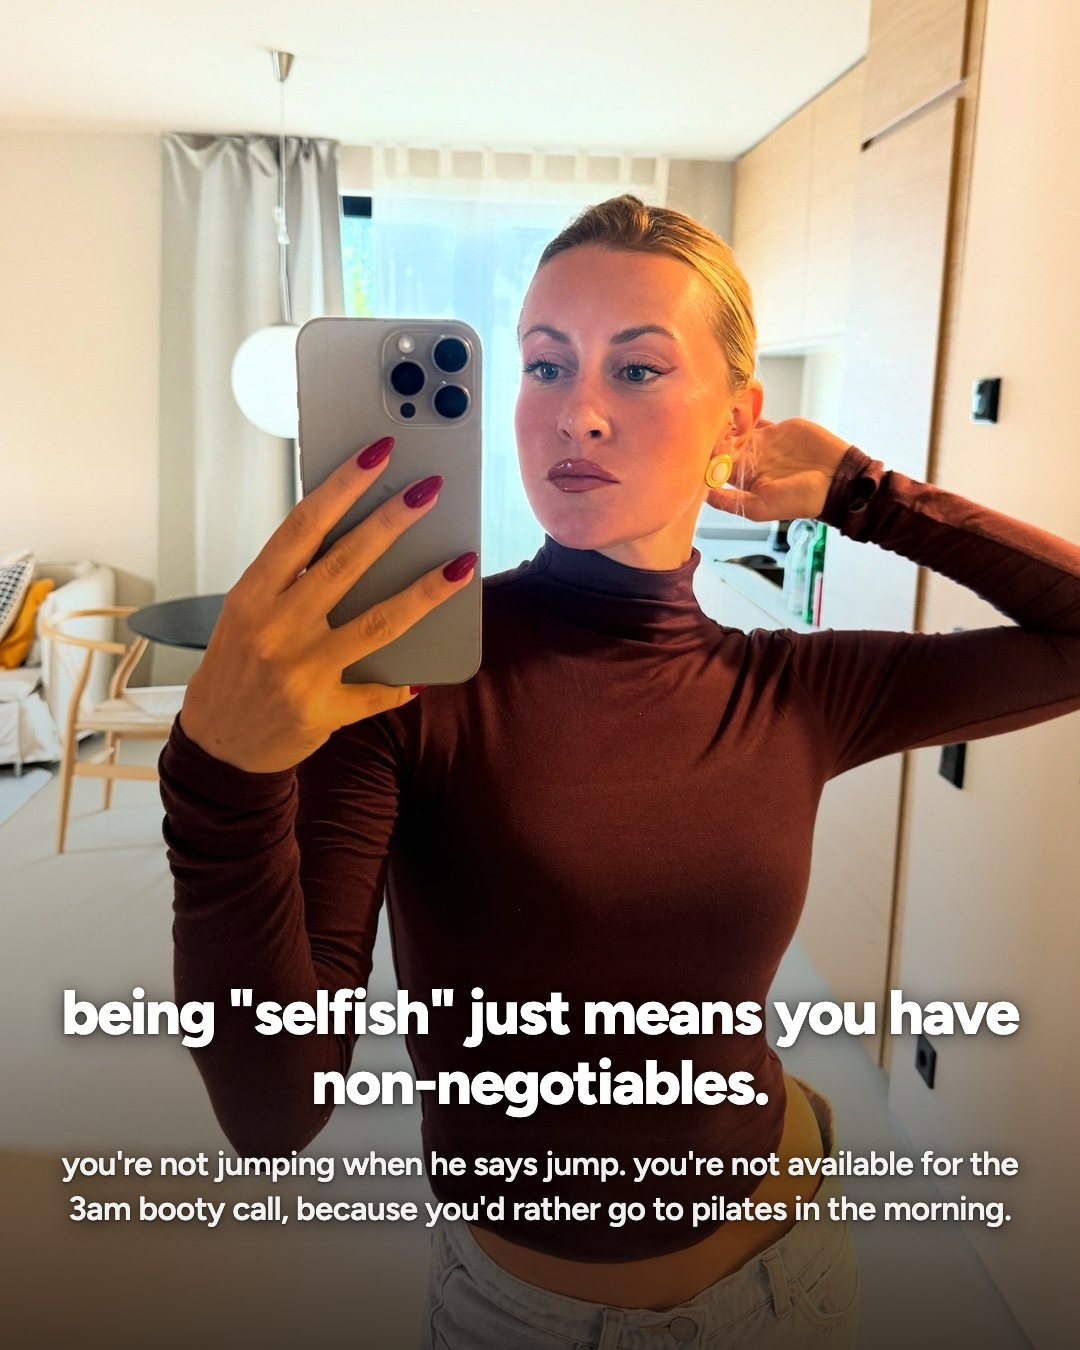 being "selfish" just means you have
non-negotiables.
you're not jumping when he says jump. you're not available for the
3am booty call, because you'd rather go to pilates in the morning.